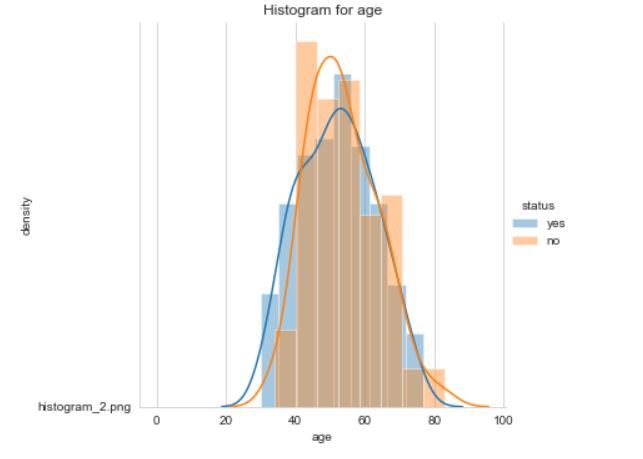 Histogram for age
density
status
yes
no
histogram_2.png
0 20 40 60 80 100
age